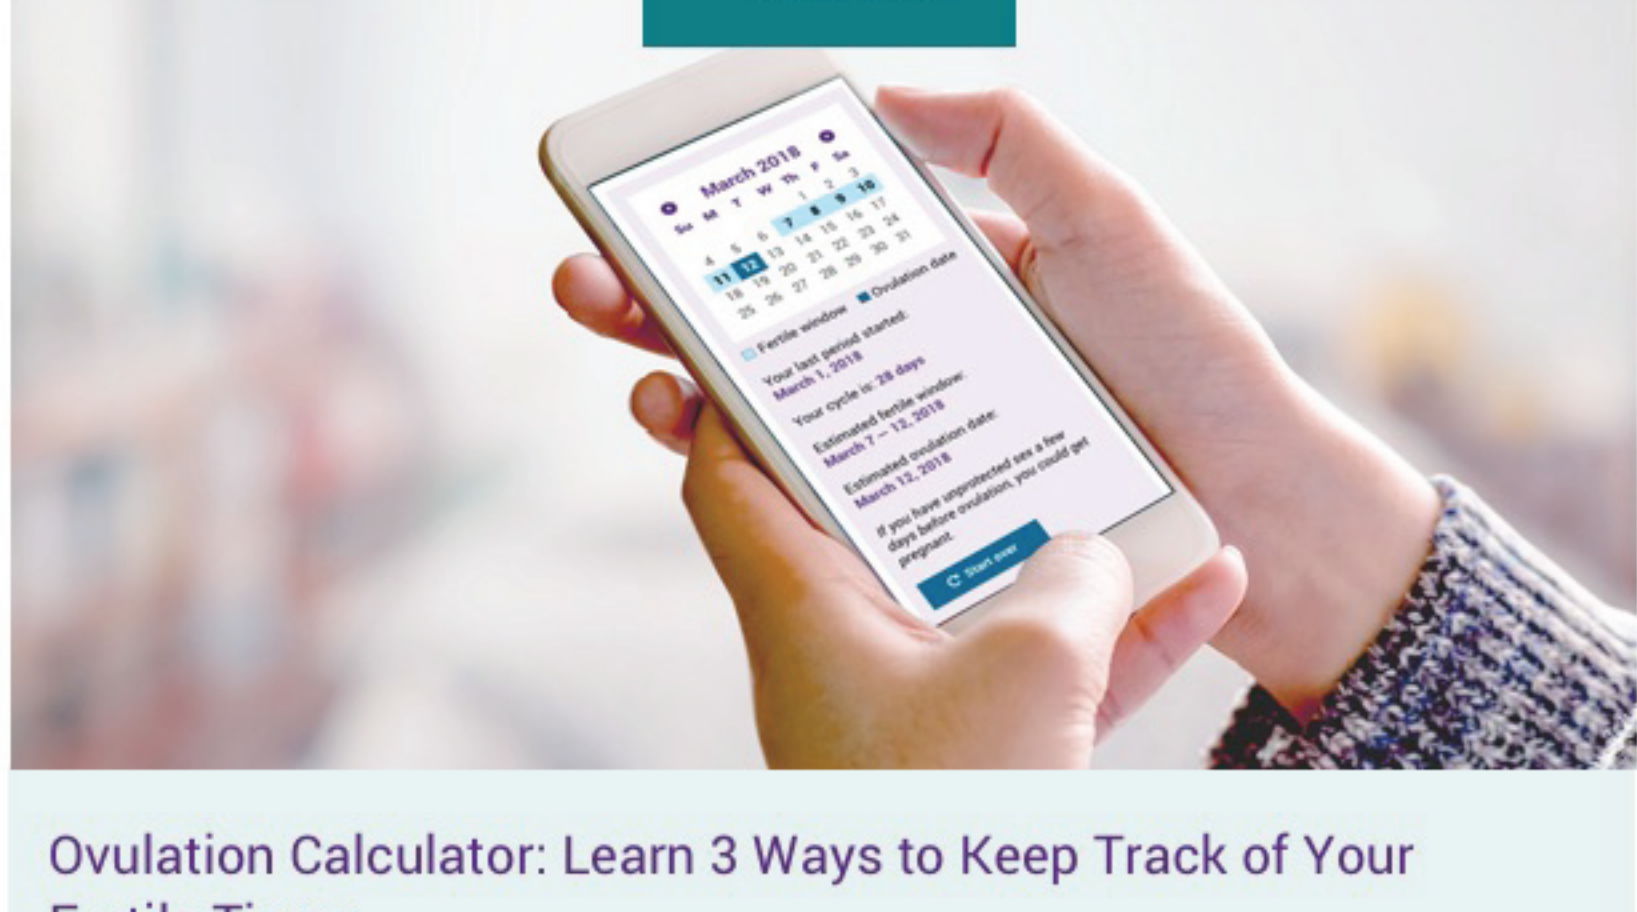 March 2018
Su M T W Th F Sa
1 2 3
4 5 6 7 8 9 10
11 12 13 14 15 16 17
18 19 20 21 22 23 24
25 26 27 28 29 30 31
Fertile window Ovulation date
Your last period started:
March 1, 2018
Your cycle is: 28 days
Estimated fertile window:
March 7 – 12, 2018
Estimated ovulation date:
March 12, 2018
If you have unprotected sex a few
days before ovulation, you could get
pregnant.
Start over
Ovulation Calculator: Learn 3 Ways to Keep Track of Your